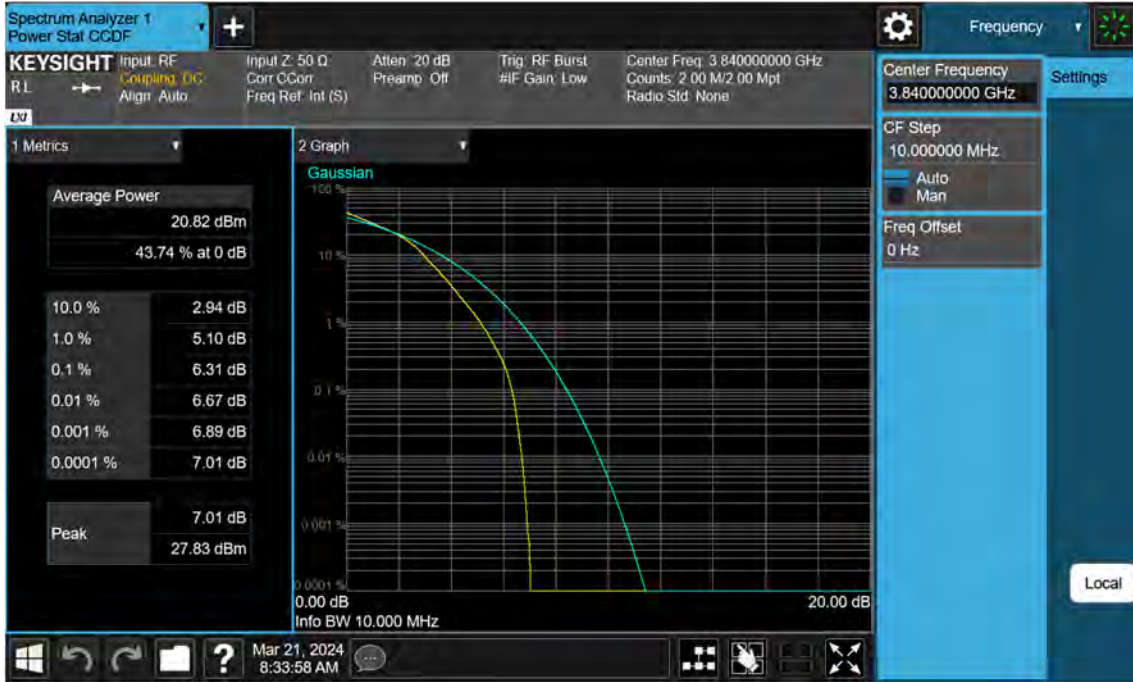 Spectrum Analyzer 1
Power Stat CCDF
Frequency
KEYSIGHT
RL
LXI
Input: RF
Coupling: DC
Align: Auto
Input Z: 50 Ω
Corr CCorr
Freq Ref: Int (S)
Atten: 20 dB
Preamp: Off
Trig: RF Burst
#IF Gain: Low
Center Freq: 3.840000000 GHz
Counts: 2.00 M/2.00 Mpt
Radio Std: None
Center Frequency
3.840000000 GHz
Settings
CF Step
10.000000 MHz
Auto
Man
Freq Offset
0 Hz
Local
1 Metrics
Average Power
20.82 dBm
43.74 % at 0 dB
10.0 % 2.94 dB
1.0 % 5.10 dB
0.1 % 6.31 dB
0.01 % 6.67 dB
0.001 % 6.89 dB
0.0001 % 7.01 dB
Peak
7.01 dB
27.83 dBm
2 Graph
Gaussian
100 %
10 %
1 %
0.1 %
0.01 %
0.001 %
0.0001 %
0.00 dB 20.00 dB
Info BW 10.000 MHz
Mar 21, 2024
8:33:58 AM